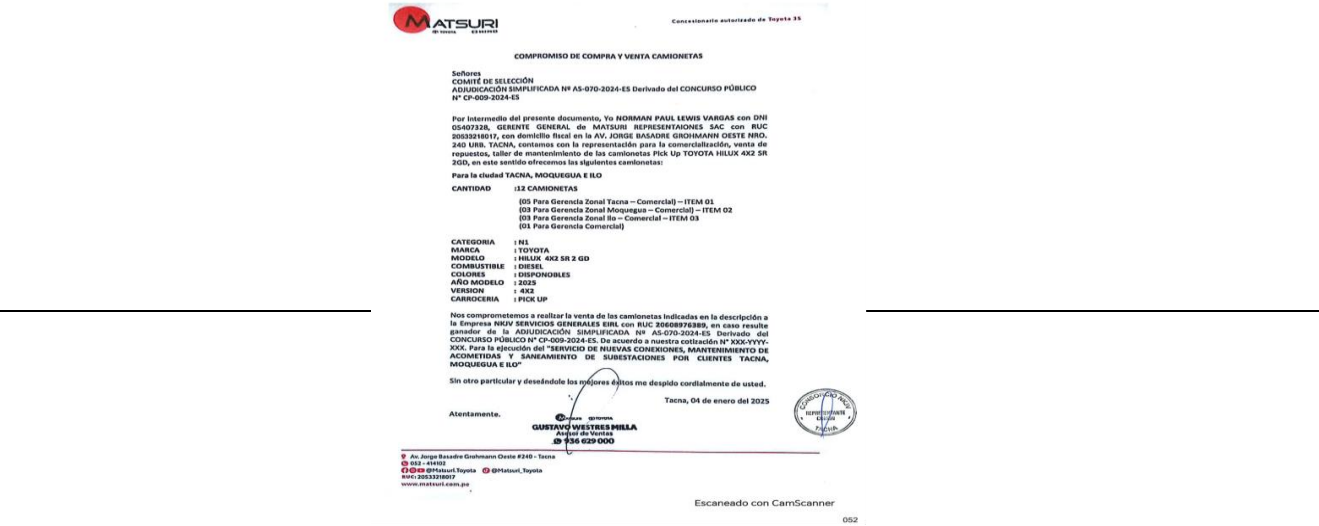 MATSURI
TOYOTA HINO
Concesionario autorizado de Toyota 3S
COMPROMISO DE COMPRA Y VENTA CAMIONETAS
Señores
COMITÉ DE SELECCIÓN
ADJUDICACIÓN SIMPLIFICADA Nº AS-070-2024-ES Derivado del CONCURSO PÚBLICO
N° CP-009-2024-ES
Por intermedio del presente documento, Yo NORMAN PAUL LEWIS VARGAS con DNI
05407328, GERENTE GENERAL de MATSURI REPRESENTAIONES SAC con RUC
20533218017, con domicilio fiscal en la AV. JORGE BASADRE GROHMANN OESTE NRO.
240 URB. TACNA, contamos con la representación para la comercialización, venta de
repuestos, taller de mantenimiento de las camionetas Pick Up TOYOTA HILUX 4X2 SR
2GD, en este sentido ofrecemos las siguientes camionetas:
Para la ciudad TACNA, MOQUEGUA E ILO
CANTIDAD :12 CAMIONETAS
(05 Para Gerencia Zonal Tacna – Comercial) – ITEM 01
(03 Para Gerencia Zonal Moquegua – Comercial) – ITEM 02
(03 Para Gerencia Zonal Ilo – Comercial – ITEM 03
(01 Para Gerencia Comercial)
CATEGORIA : N1
MARCA : TOYOTA
MODELO : HILUX 4X2 SR 2 GD
COMBUSTIBLE : DIESEL
COLORES : DISPONOBLES
AÑO MODELO : 2025
VERSION : 4X2
CARROCERIA : PICK UP
Nos comprometemos a realizar la venta de las camionetas indicadas en la descripción a
la Empresa NKJV SERVICIOS GENERALES EIRL con RUC 20608976389, en caso resulte
ganador de la ADJUDICACIÓN SIMPLIFICADA Nº AS-070-2024-ES Derivado del
CONCURSO PÚBLICO N° CP-009-2024-ES. De acuerdo a nuestra cotización N° XXX-YYYY-
XXX. Para la ejecución del "SERVICIO DE NUEVAS CONEXIONES, MANTENIMIENTO DE
ACOMETIDAS Y SANEAMIENTO DE SUBESTACIONES POR CLIENTES TACNA,
MOQUEGUA E ILO"
Sin otro particular y deseándole los mejores éxitos me despido cordialmente de usted.
Tacna, 04 de enero del 2025
Atentamente.
MATSURI TOYOTA
GUSTAVO WESTRES MILLA
Asesor de Ventas
936 629 000
CONSORCIO NKJV
REPRESENTANTE
COMÚN
TACNA
Av. Jorge Basadre Grohmann Oeste #240 - Tacna
052 - 414102
@Matsuri.Toyota @Matsuri_Toyota
RUC: 20533218017
www.matsuri.com.pe
Escaneado con CamScanner
052